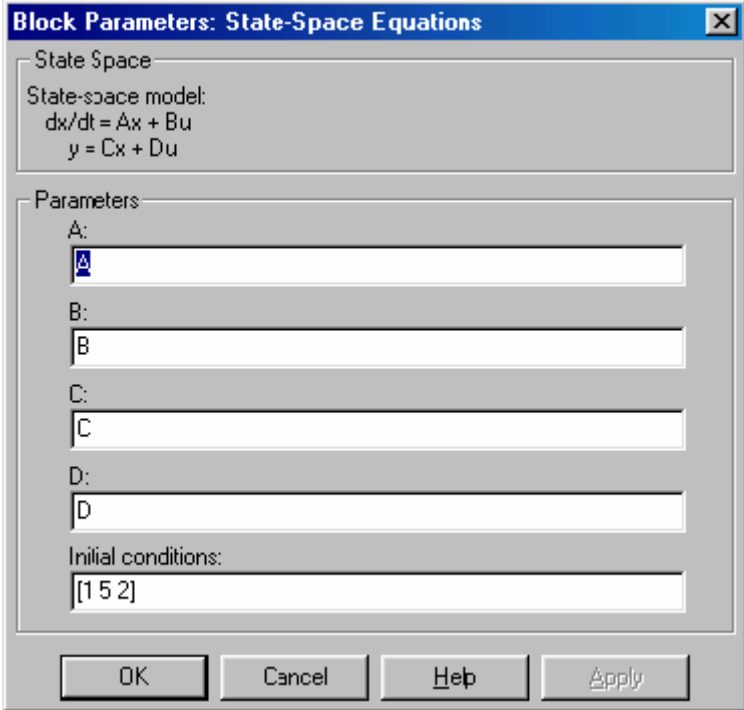 Block Parameters: State-Space Equations
State Space
State-space model:
dx/dt = Ax + Bu
y = Cx + Du
Parameters
A:
A
B:
B
C:
C
D:
D
Initial conditions:
[1 5 2]
OK
Cancel
Help
Apply